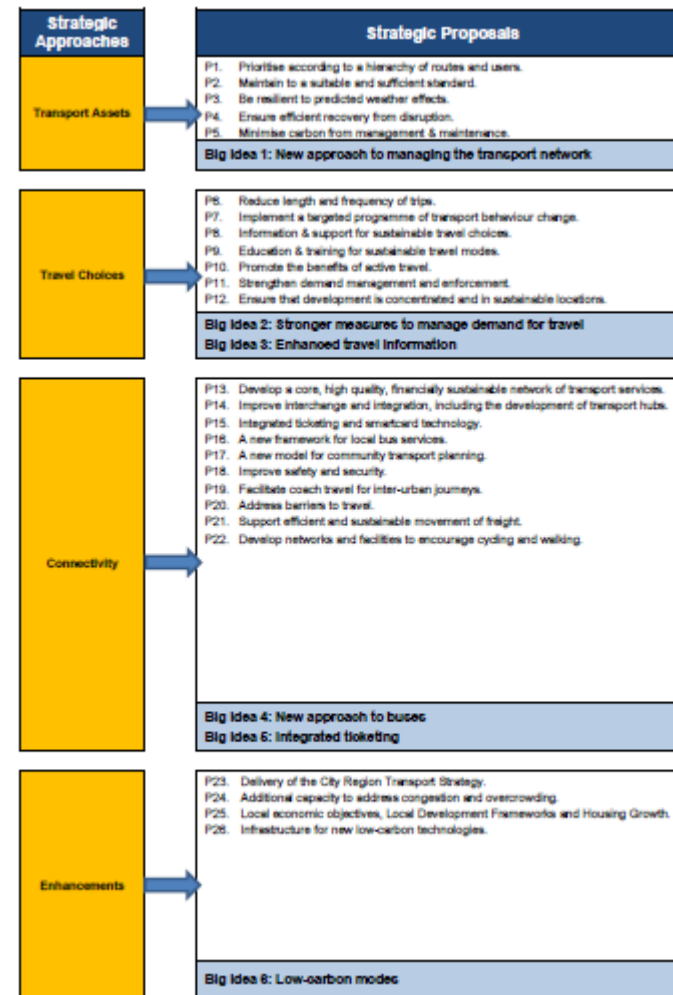 Strategic
Approaches
Strategic Proposals
Transport Assets
P1. Prioritise according to a hierarchy of routes and users.
P2. Maintain to a suitable and sufficient standard.
P3. Be resilient to predicted weather effects.
P4. Ensure efficient recovery from disruption.
P5. Minimise carbon from management & maintenance.
Big Idea 1: New approach to managing the transport network
Travel Choices
P6. Reduce length and frequency of trips.
P7. Implement a targeted programme of transport behaviour change.
P8. Information & support for sustainable travel choices.
P9. Education & training for sustainable travel modes.
P10. Promote the benefits of active travel.
P11. Strengthen demand management and enforcement.
P12. Ensure that development is concentrated and in sustainable locations.
Big Idea 2: Stronger measures to manage demand for travel
Big Idea 3: Enhanced travel information
Connectivity
P13. Develop a core, high quality, financially sustainable network of transport services.
P14. Improve interchange and integration, including the development of transport hubs.
P15. Integrated ticketing and smartcard technology.
P16. A new framework for local bus services.
P17. A new model for community transport planning.
P18. Improve safety and security.
P19. Facilitate coach travel for inter-urban journeys.
P20. Address barriers to travel.
P21. Support efficient and sustainable movement of freight.
P22. Develop networks and facilities to encourage cycling and walking.
Big Idea 4: New approach to buses
Big Idea 5: Integrated ticketing
Enhancements
P23. Delivery of the City Region Transport Strategy.
P24. Additional capacity to address congestion and overcrowding.
P25. Local economic objectives, Local Development Frameworks and Housing Growth.
P26. Infrastructure for new low-carbon technologies.
Big Idea 6: Low-carbon modes